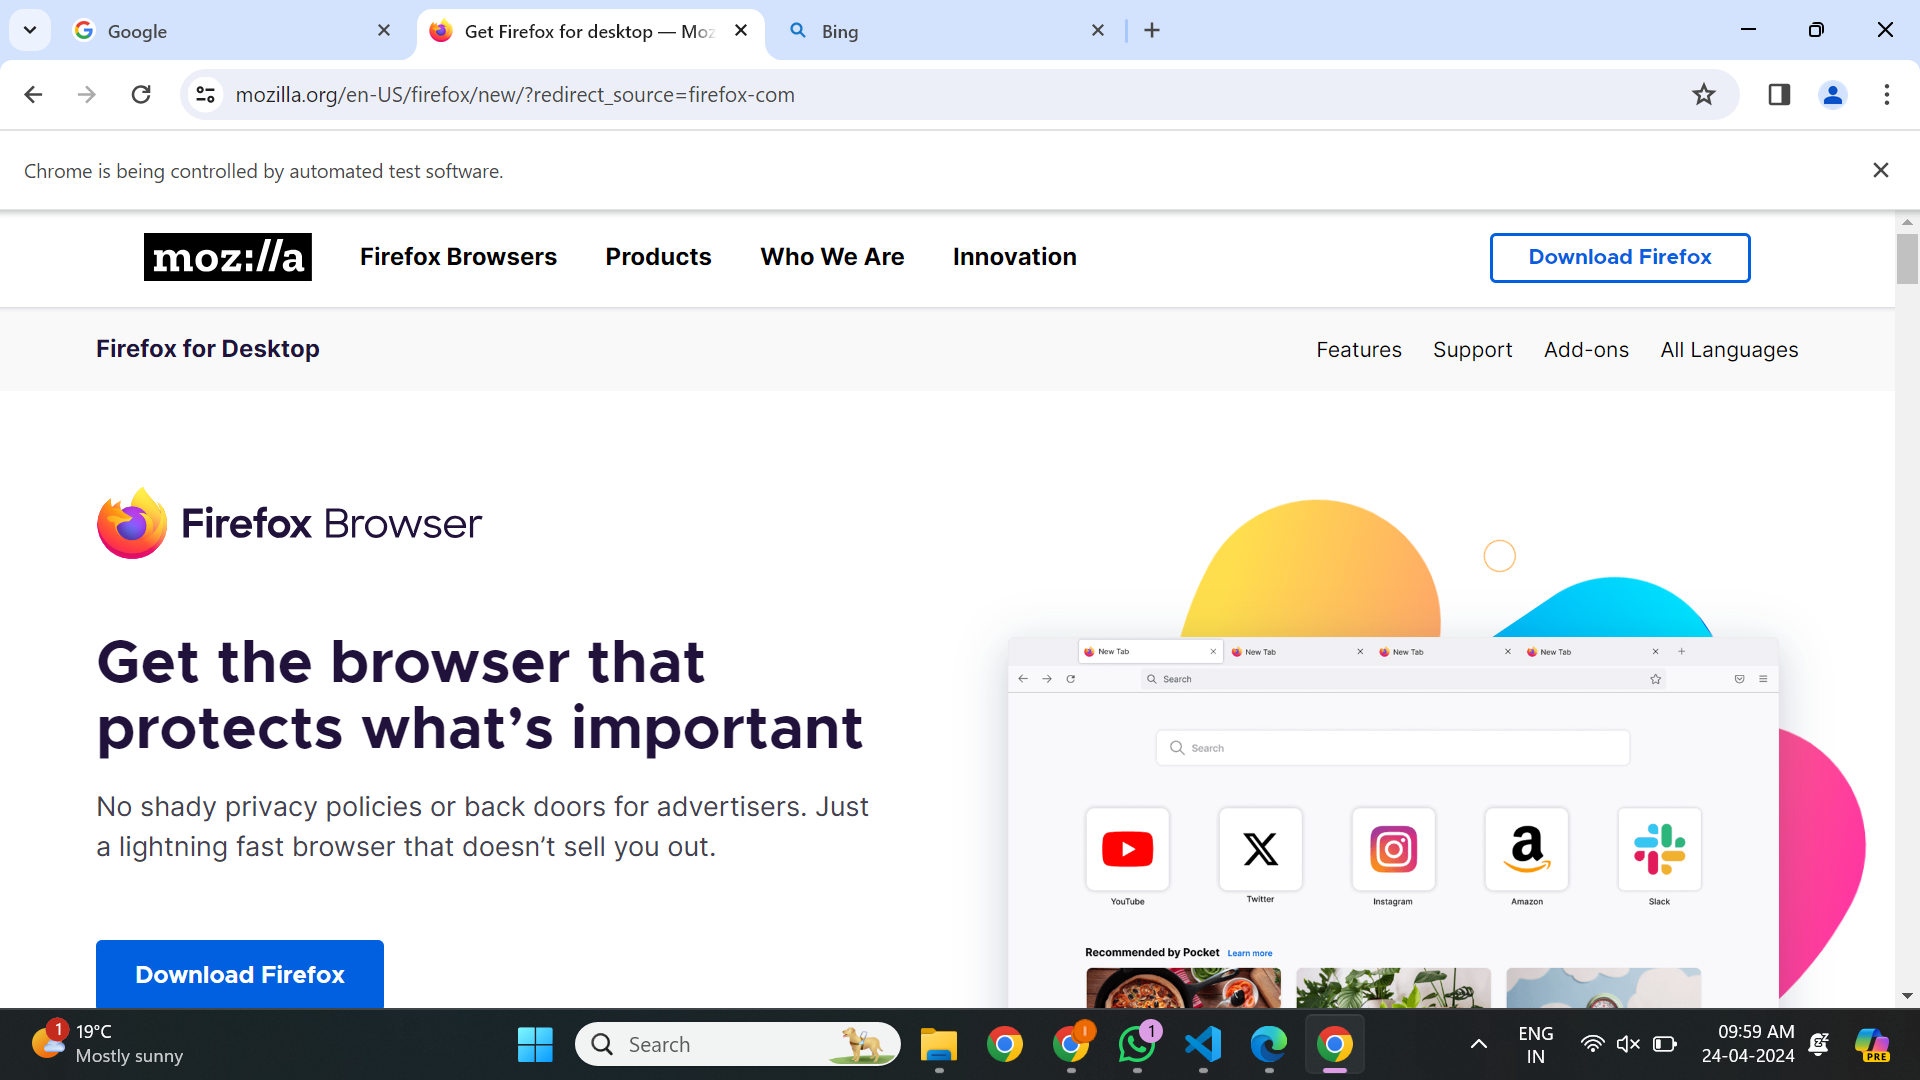 Google
Get Firefox for desktop — Moz
Bing
mozilla.org/en-US/firefox/new/?redirect_source=firefox-com
Chrome is being controlled by automated test software.
moz://a
Firefox Browsers
Products
Who We Are
Innovation
Download Firefox
Firefox for Desktop
Features
Support
Add-ons
All Languages
Firefox Browser
Get the browser that
protects what’s important
No shady privacy policies or back doors for advertisers. Just
a lightning fast browser that doesn’t sell you out.
Download Firefox
New Tab
New Tab
New Tab
New Tab
Search
Search
YouTube
Twitter
Instagram
Amazon
Slack
Recommended by Pocket Learn more
1
19°C
Mostly sunny
Search
I
1
ENG
IN
09:59 AM
24-04-2024
PRE